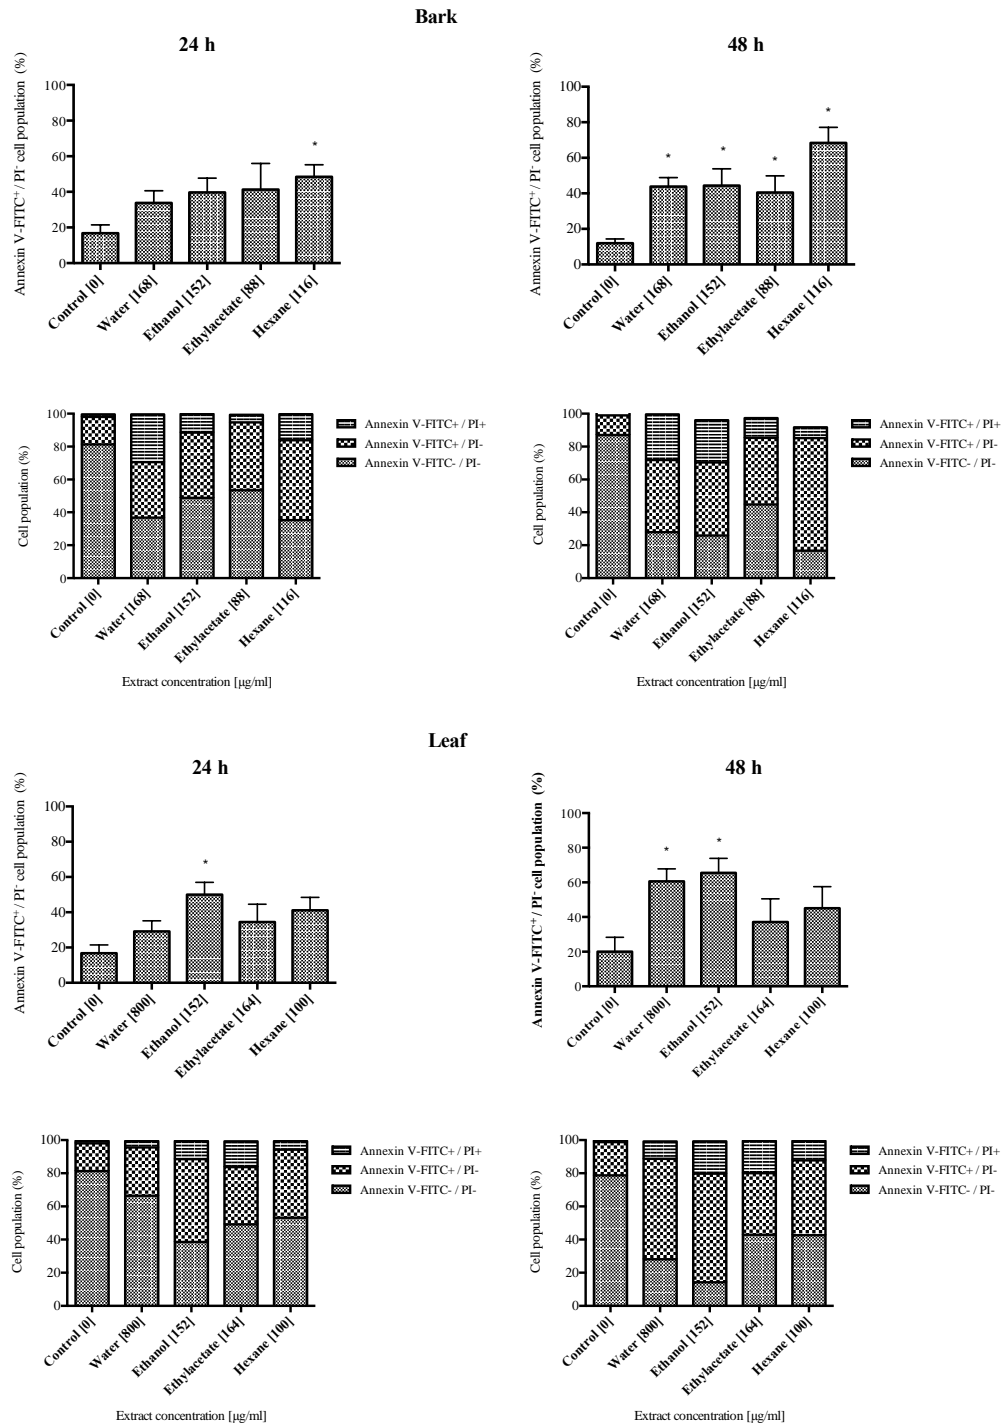 Bark
24 h
Annexin V-FITC⁺ / PI⁻ cell population (%)
100
80
60
40
20
0
*
Control [0]
Water [168]
Ethanol [152]
Ethylacetate [88]
Hexane [116]
48 h
Annexin V-FITC⁺ / PI⁻ cell population (%)
100
80
60
40
20
0
*
*
*
*
Control [0]
Water [168]
Ethanol [152]
Ethylacetate [88]
Hexane [116]
Cell population (%)
100
80
60
40
20
0
Annexin V-FITC+ / PI+
Annexin V-FITC+ / PI-
Annexin V-FITC- / PI-
Control [0]
Water [168]
Ethanol [152]
Ethylacetate [88]
Hexane [116]
Extract concentration [µg/ml]
Cell population (%)
100
80
60
40
20
0
Annexin V-FITC+ / PI+
Annexin V-FITC+ / PI-
Annexin V-FITC- / PI-
Control [0]
Water [168]
Ethanol [152]
Ethylacetate [88]
Hexane [116]
Extract concentration [µg/ml]
Leaf
24 h
Annexin V-FITC⁺ / PI⁻ cell population (%)
100
80
60
40
20
0
*
Control [0]
Water [800]
Ethanol [152]
Ethylacetate [164]
Hexane [100]
48 h
Annexin V-FITC⁺ / PI⁻ cell population (%)
100
80
60
40
20
0
*
*
Control [0]
Water [800]
Ethanol [152]
Ethylacetate [164]
Hexane [100]
Cell population (%)
100
80
60
40
20
0
Annexin V-FITC+ / PI+
Annexin V-FITC+ / PI-
Annexin V-FITC- / PI-
Control [0]
Water [800]
Ethanol [152]
Ethylacetate [164]
Hexane [100]
Extract concentration [µg/ml]
Cell population (%)
100
80
60
40
20
0
Annexin V-FITC+ / PI+
Annexin V-FITC+ / PI-
Annexin V-FITC- / PI-
Control [0]
Water [800]
Ethanol [152]
Ethylacetate [164]
Hexane [100]
Extract concentration [µg/ml]